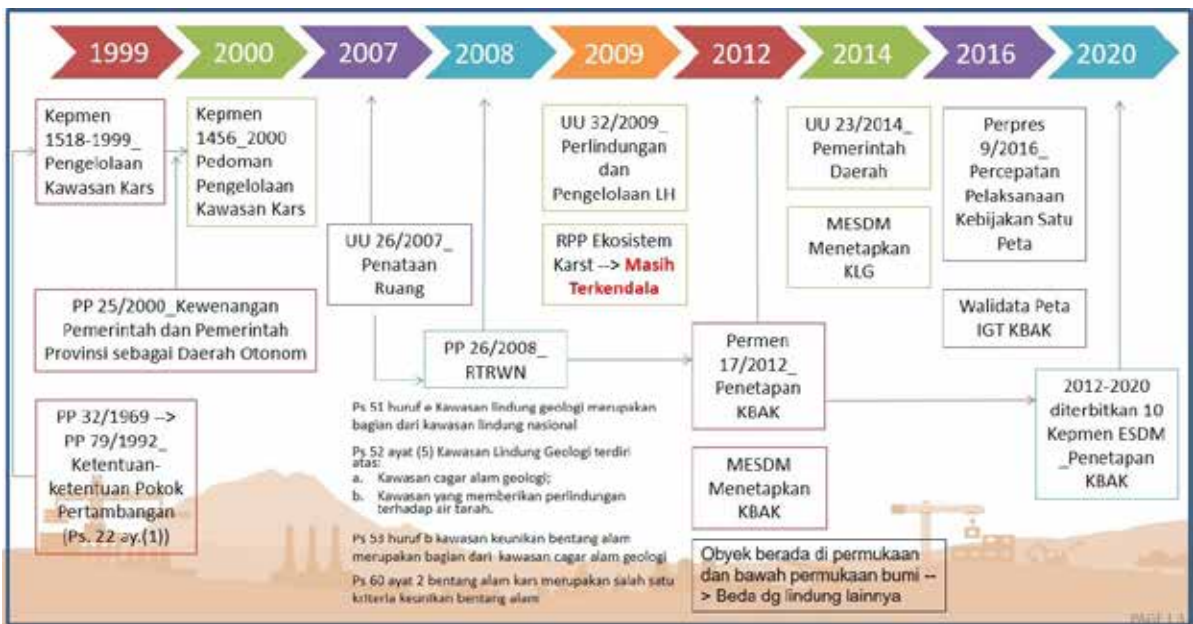 1999
2000
2007
2008
2009
2012
2014
2016
2020
Kepmen
1518-1999_
Pengelolaan
Kawasan Kars
Kepmen
1456_2000
Pedoman
Pengelolaan
Kawasan Kars
PP 25/2000_Kewenangan
Pemerintah dan Pemerintah
Provinsi sebagai Daerah Otonom
PP 32/1969 -->
PP 79/1992_
Ketentuan-
ketentuan Pokok
Pertambangan
(Ps. 22 ay.(1))
UU 26/2007_
Penataan
Ruang
PP 26/2008_
RTRWN
Ps 51 huruf e Kawasan lindung geologi merupakan
bagian dari kawasan lindung nasional
Ps 52 ayat (5) Kawasan Lindung Geologi terdiri
atas:
a. Kawasan cagar alam geologi;
b. Kawasan yang memberikan perlindungan
terhadap air tanah.
Ps 53 huruf b kawasan keunikan bentang alam
merupakan bagian dari kawasan cagar alam geologi
Ps 60 ayat 2 bentang alam kars merupakan salah satu
kriteria keunikan bentang alam
UU 32/2009_
Perlindungan
dan
Pengelolaan LH
RPP Ekosistem
Karst --> Masih
Terkendala
Permen
17/2012_
Penetapan
KBAK
MESDM
Menetapkan
KBAK
Obyek berada di permukaan
dan bawah permukaan bumi --
> Beda dg lindung lainnya
UU 23/2014_
Pemerintah
Daerah
MESDM
Menetapkan
KLG
Perpres
9/2016_
Percepatan
Pelaksanaan
Kebijakan Satu
Peta
Walidata Peta
IGT KBAK
2012-2020
diterbitkan 10
Kepmen ESDM
_Penetapan
KBAK